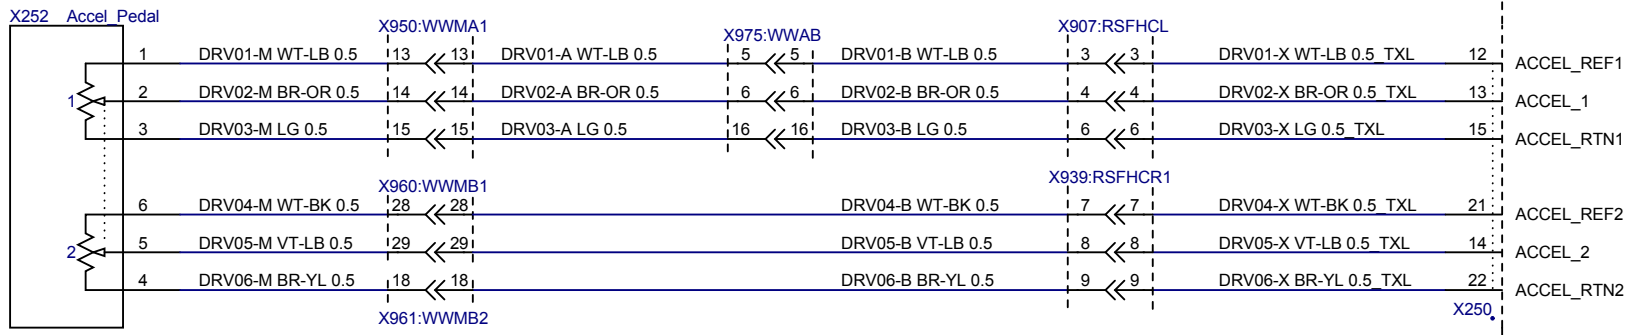 X252 Accel_Pedal
X950:WWMA1
X975:WWAB
X907:RSFHCL
1 DRV01-M WT-LB 0.5 13 13 DRV01-A WT-LB 0.5 5 5 DRV01-B WT-LB 0.5 3 3 DRV01-X WT-LB 0.5_TXL 12 ACCEL_REF1
1 2 DRV02-M BR-OR 0.5 14 14 DRV02-A BR-OR 0.5 6 6 DRV02-B BR-OR 0.5 4 4 DRV02-X BR-OR 0.5_TXL 13 ACCEL_1
3 DRV03-M LG 0.5 15 15 DRV03-A LG 0.5 16 16 DRV03-B LG 0.5 6 6 DRV03-X LG 0.5_TXL 15 ACCEL_RTN1
X960:WWMB1
X939:RSFHCR1
6 DRV04-M WT-BK 0.5 28 28 DRV04-B WT-BK 0.5 7 7 DRV04-X WT-BK 0.5_TXL 21 ACCEL_REF2
2 5 DRV05-M VT-LB 0.5 29 29 DRV05-B VT-LB 0.5 8 8 DRV05-X VT-LB 0.5_TXL 14 ACCEL_2
4 DRV06-M BR-YL 0.5 18 18 DRV06-B BR-YL 0.5 9 9 DRV06-X BR-YL 0.5_TXL 22 ACCEL_RTN2
X961:WWMB2
X250